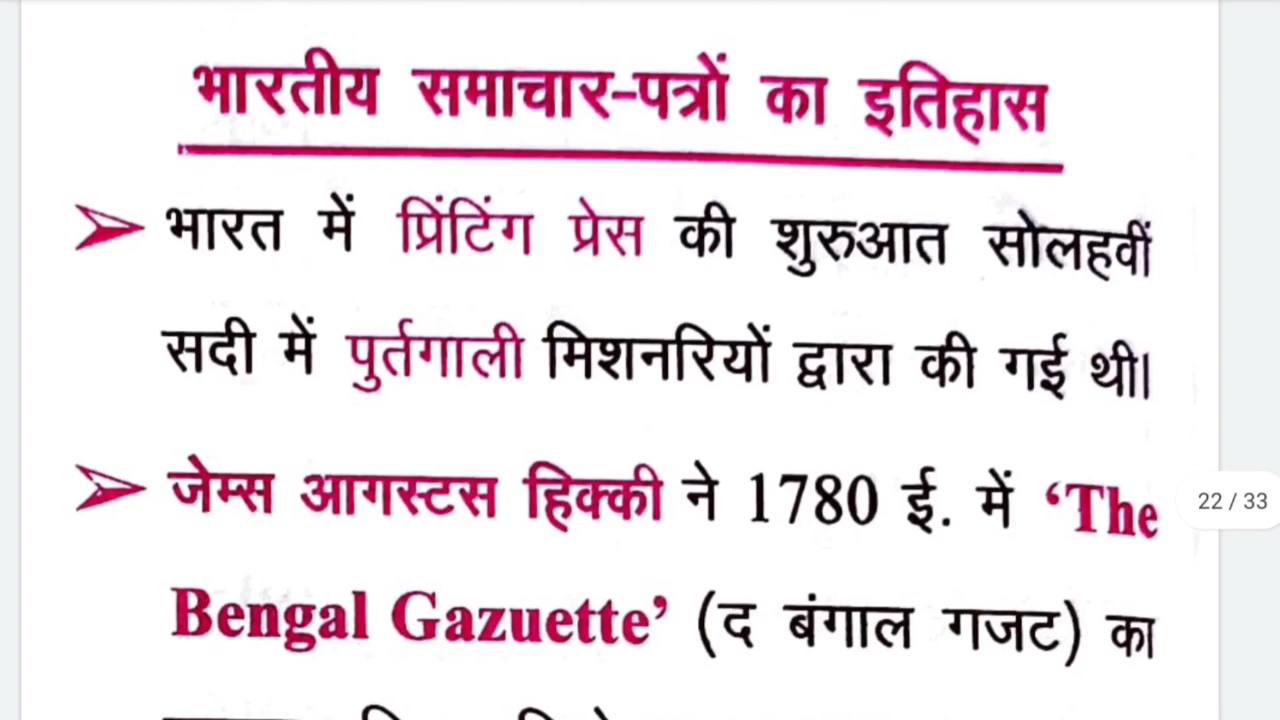 भारतीय समाचार-पत्रों का इतिहास
भारत में प्रिंटिंग प्रेस की शुरुआत सोलहवीं
सदी में पुर्तगाली मिशनरियों द्वारा की गई थी।
जेम्स आगस्टस हिक्की ने 1780 ई. में ‘The
Bengal Gazuette’ (द बंगाल गजट) का
22 / 33